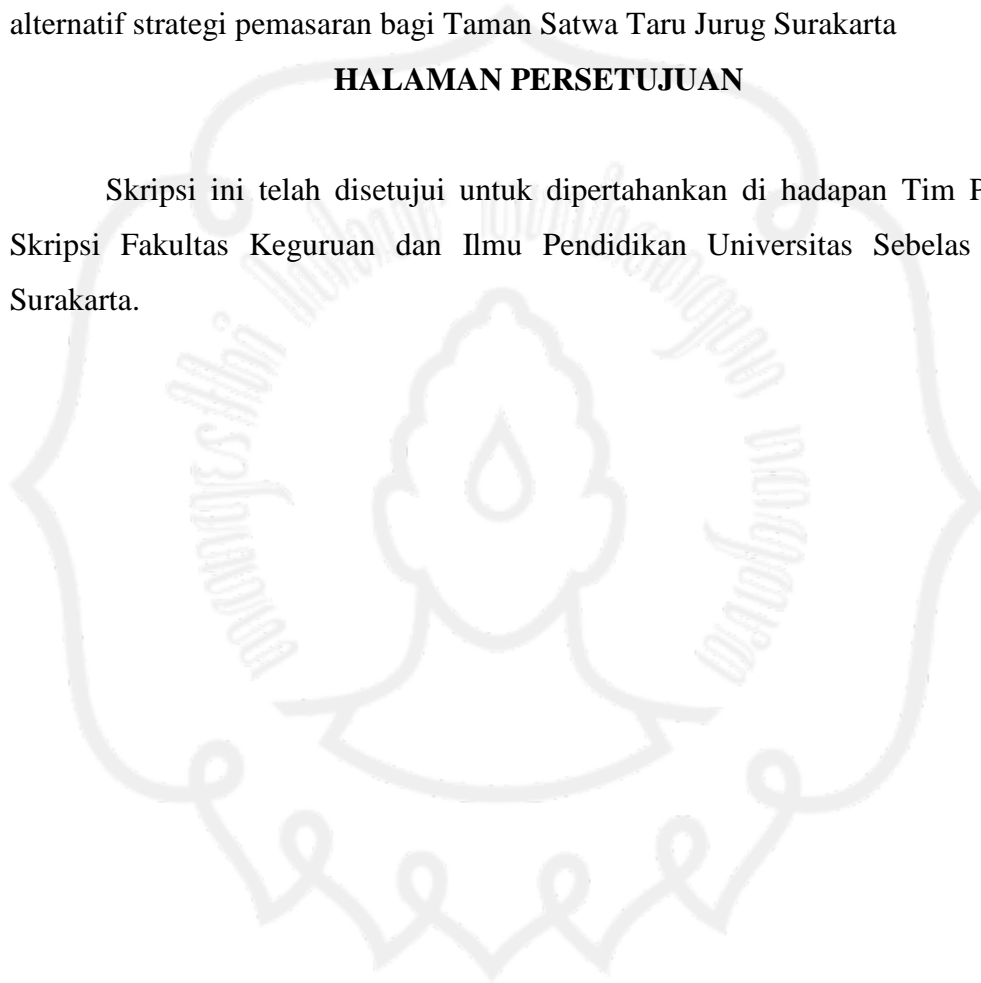 alternatif strategi pemasaran bagi Taman Satwa Taru Jurug Surakarta
HALAMAN PERSETUJUAN
Skripsi ini telah disetujui untuk dipertahankan di hadapan Tim P
Skripsi Fakultas Keguruan dan Ilmu Pendidikan Universitas Sebelas
Surakarta.